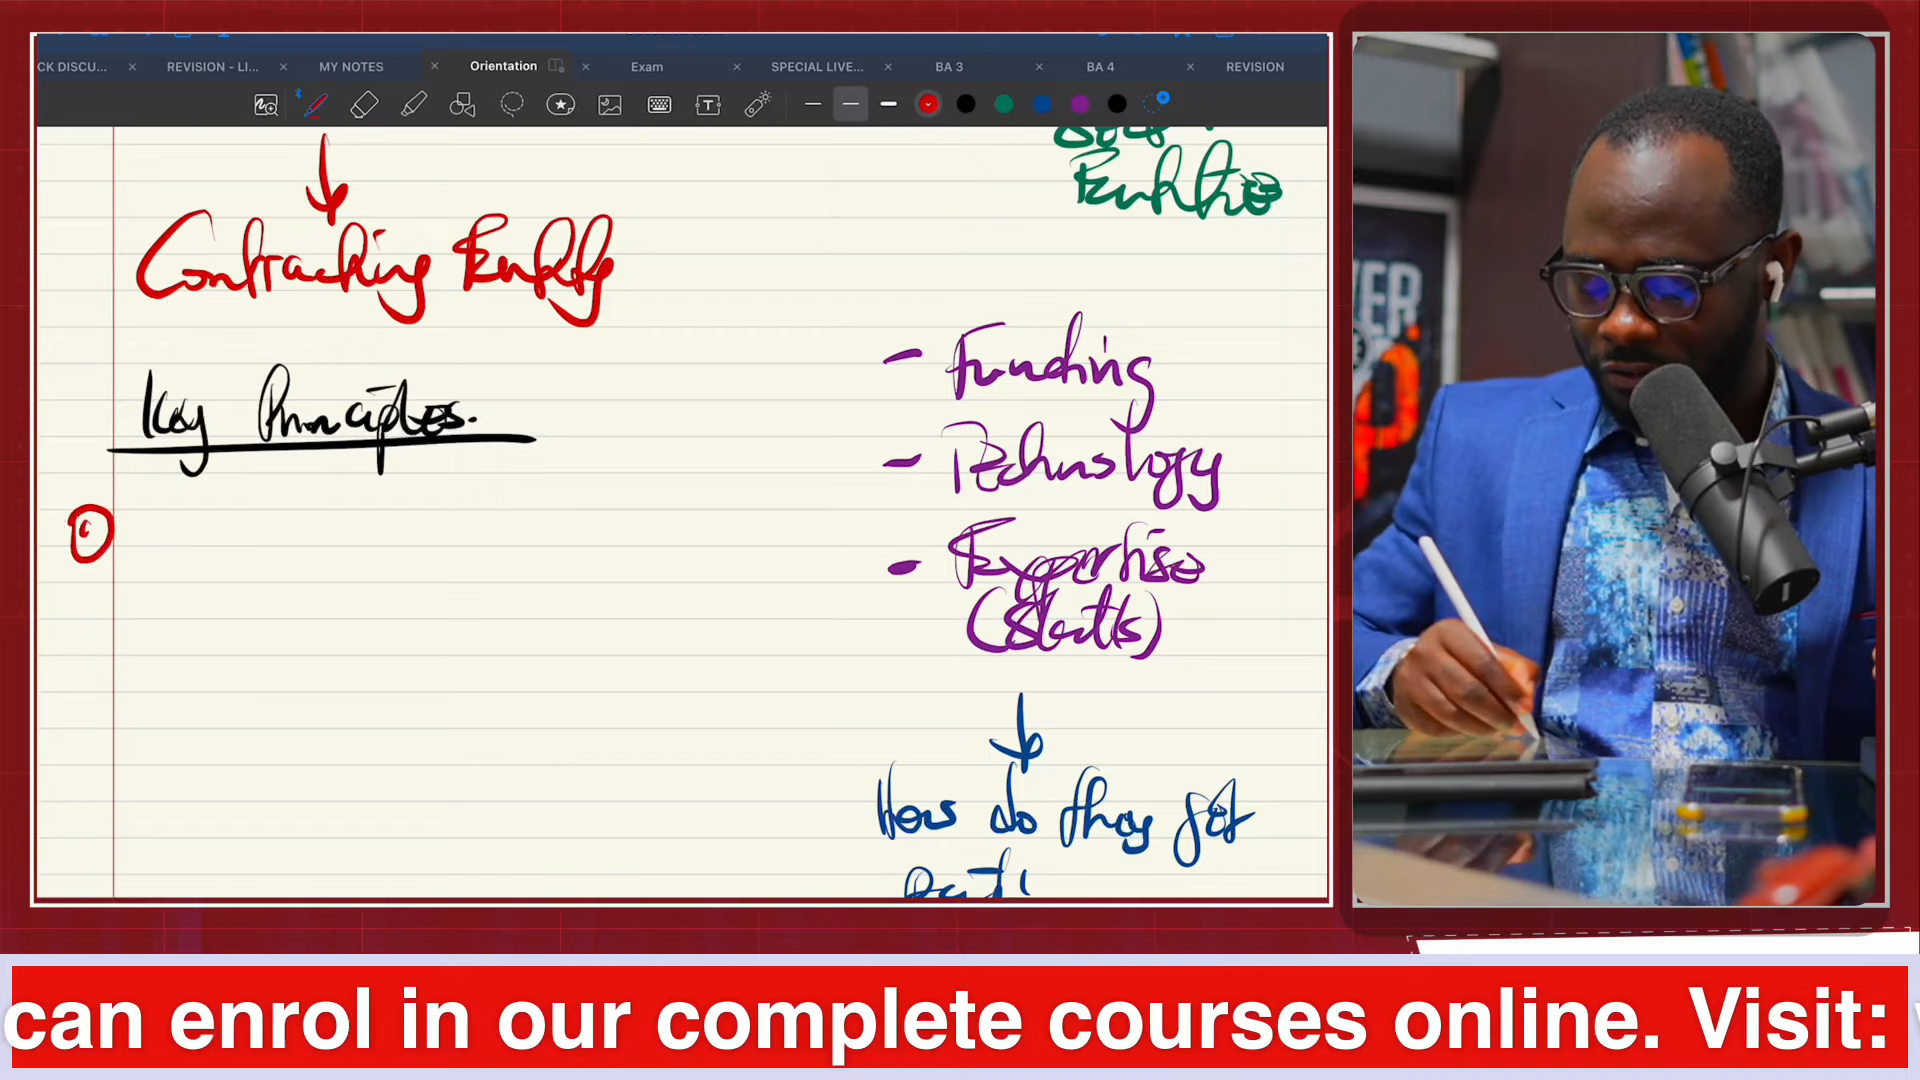 CK DISCU...
REVISION - LI...
MY NOTES
Orientation
Exam
SPECIAL LIVE...
BA 3
BA 4
REVISION
Contracting Entity
Key Principles.
Entities
- Funding
- Technology
- Expertise
(Skills)
How do they get
can enrol in our complete courses online. Visit: